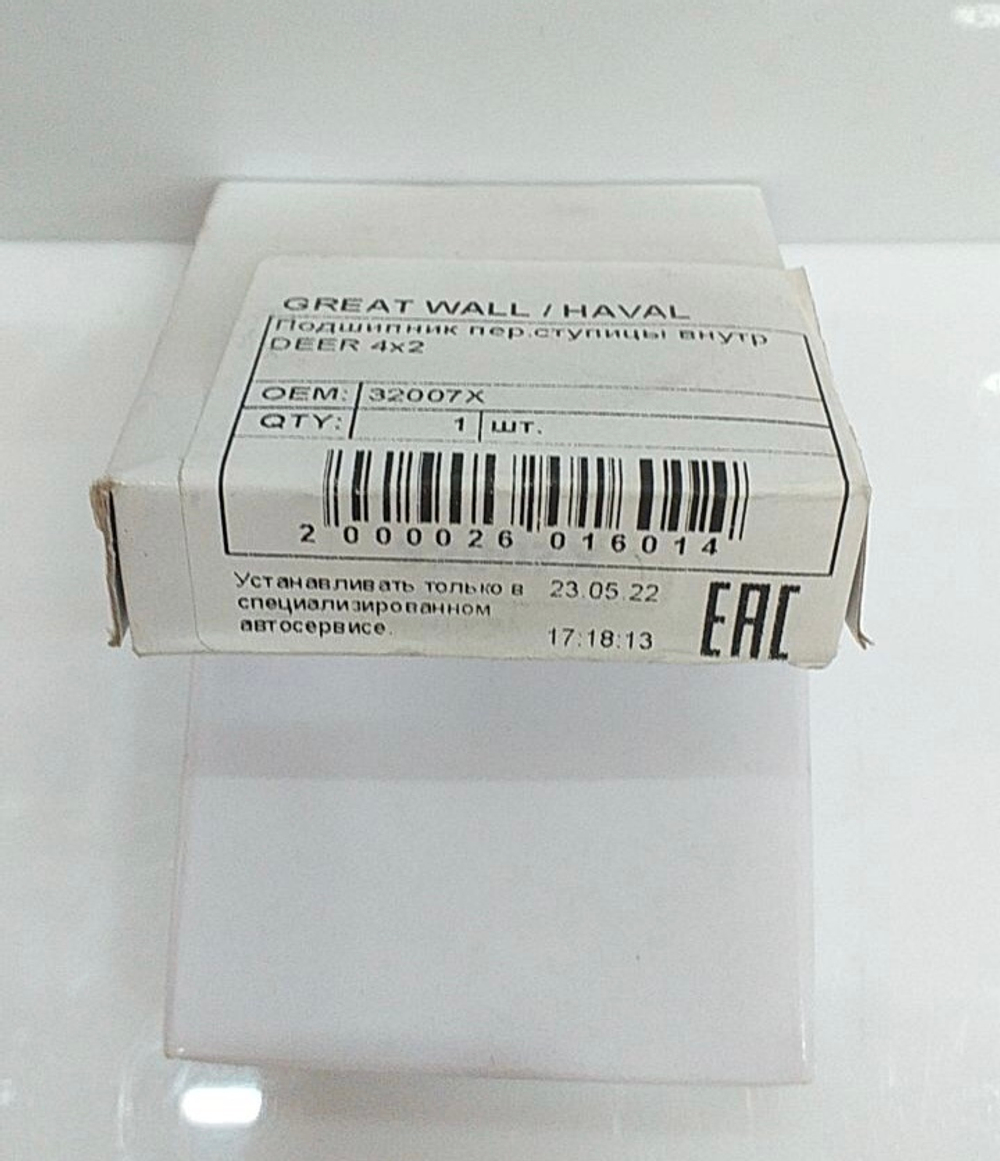 GREAT WALL / HAVAL
Подшипник пер.ступицы внутр
DEER 4x2
OEM: 32007X
QTY: 1 шт.
2 000026 016014
Устанавливать только в 23.05.22
специализированном
автосервисе. 17:18:13
EAC